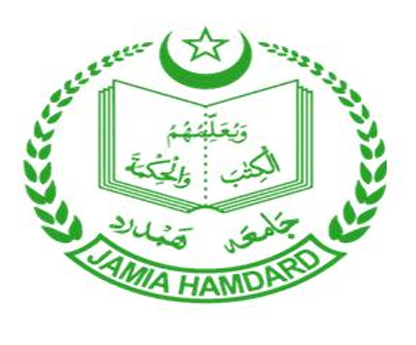 وَيُعَلِّمُهُمُ
الْكِتٰبَ وَالْحِكْمَةَ
جامعہ ہمدرد
JAMIA HAMDARD